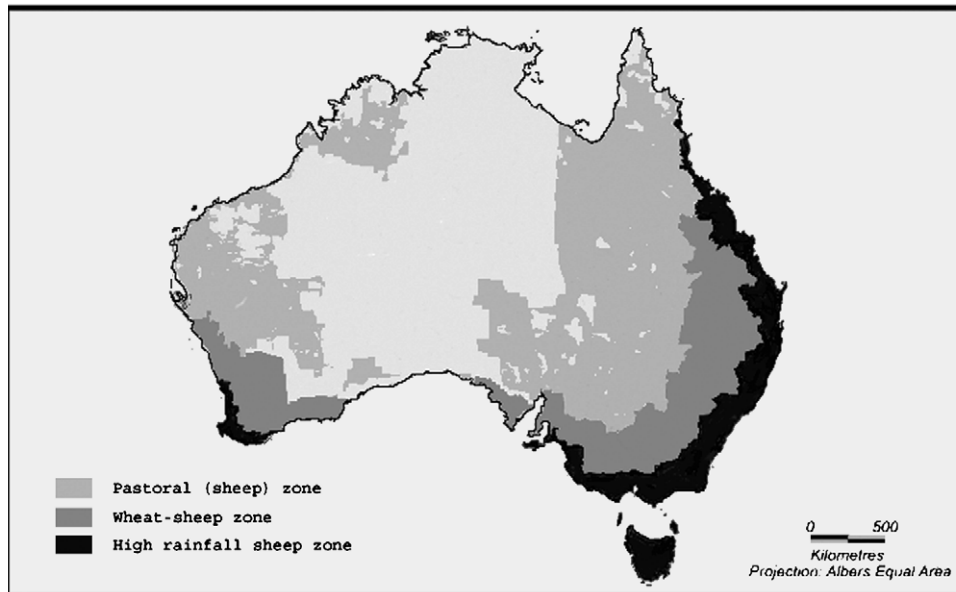 Pastoral (sheep) zone
Wheat-sheep zone
High rainfall sheep zone
0 500
Kilometres
Projection: Albers Equal Area